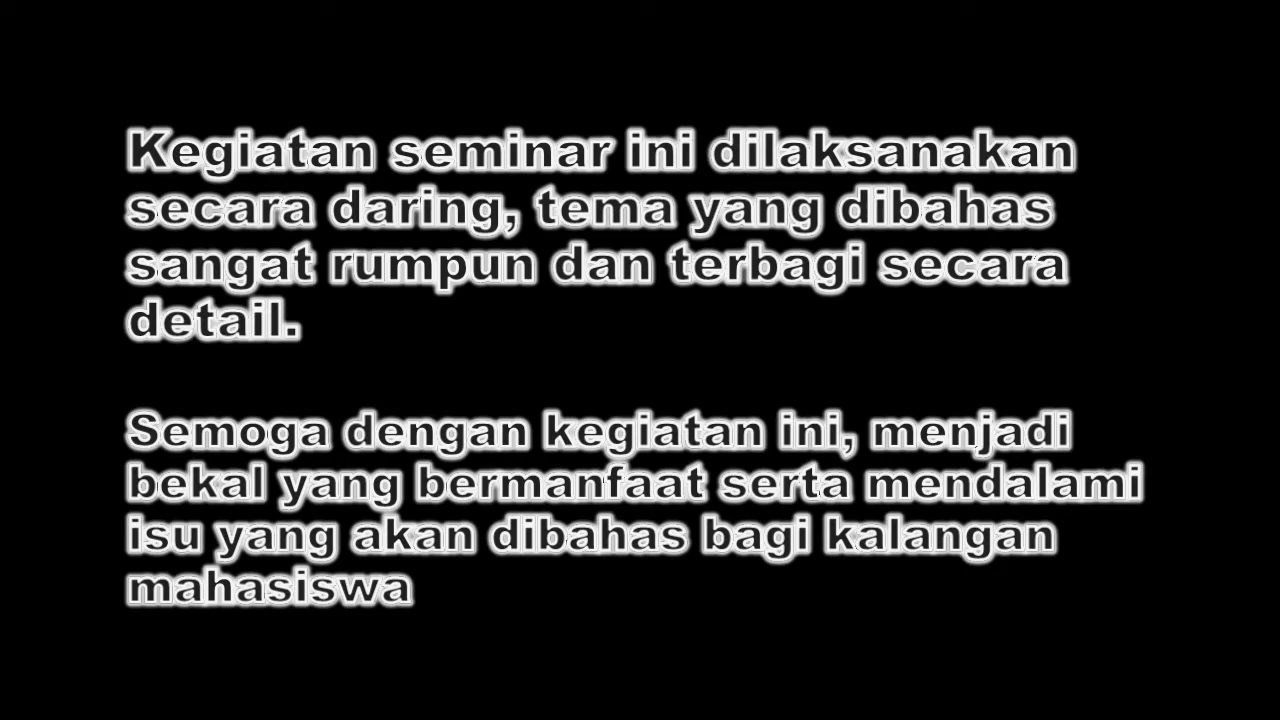 Kegiatan seminar ini dilaksanakan
secara daring, tema yang dibahas
sangat rumpun dan terbagi secara
detail.
Semoga dengan kegiatan ini, menjadi
bekal yang bermanfaat serta mendalami
isu yang akan dibahas bagi kalangan
mahasiswa